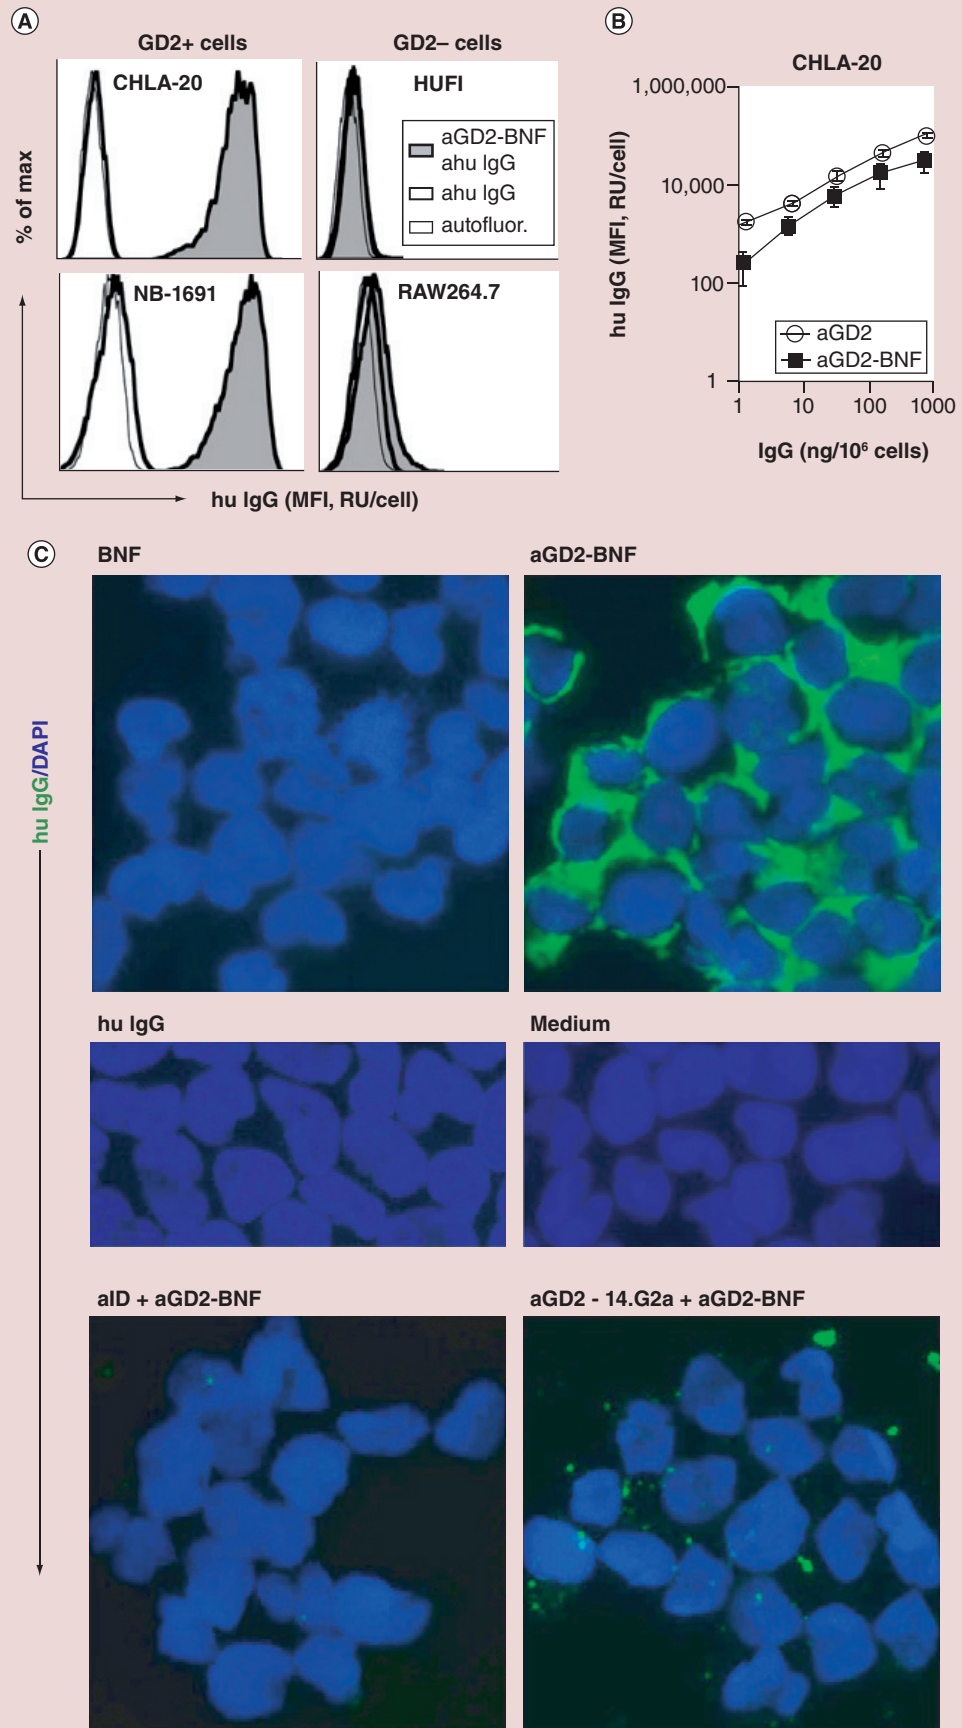 A
GD2+ cells
GD2– cells
CHLA-20
HUFI
aGD2-BNF
ahu IgG
ahu IgG
autofluor.
NB-1691
RAW264.7
% of max
hu IgG (MFI, RU/cell)
B
CHLA-20
1,000,000
10,000
100
1
hu IgG (MFI, RU/cell)
aGD2
aGD2-BNF
1 10 100 1000
IgG (ng/10⁶ cells)
C
BNF
aGD2-BNF
hu IgG/DAPI
hu IgG
Medium
aID + aGD2-BNF
aGD2 - 14.G2a + aGD2-BNF